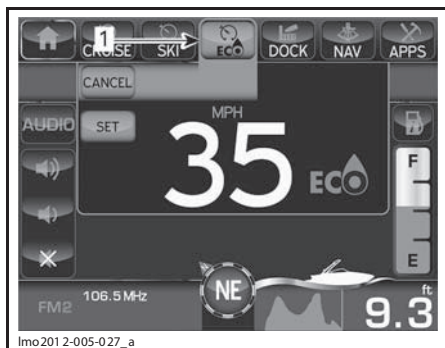 1
CRUISE SKI ECO DOCK NAV APPS
CANCEL
AUDIO SET MPH
35 ECO
F
E
FM2 106.5 MHz NE ft
9.3
lmo2012-005-027_a